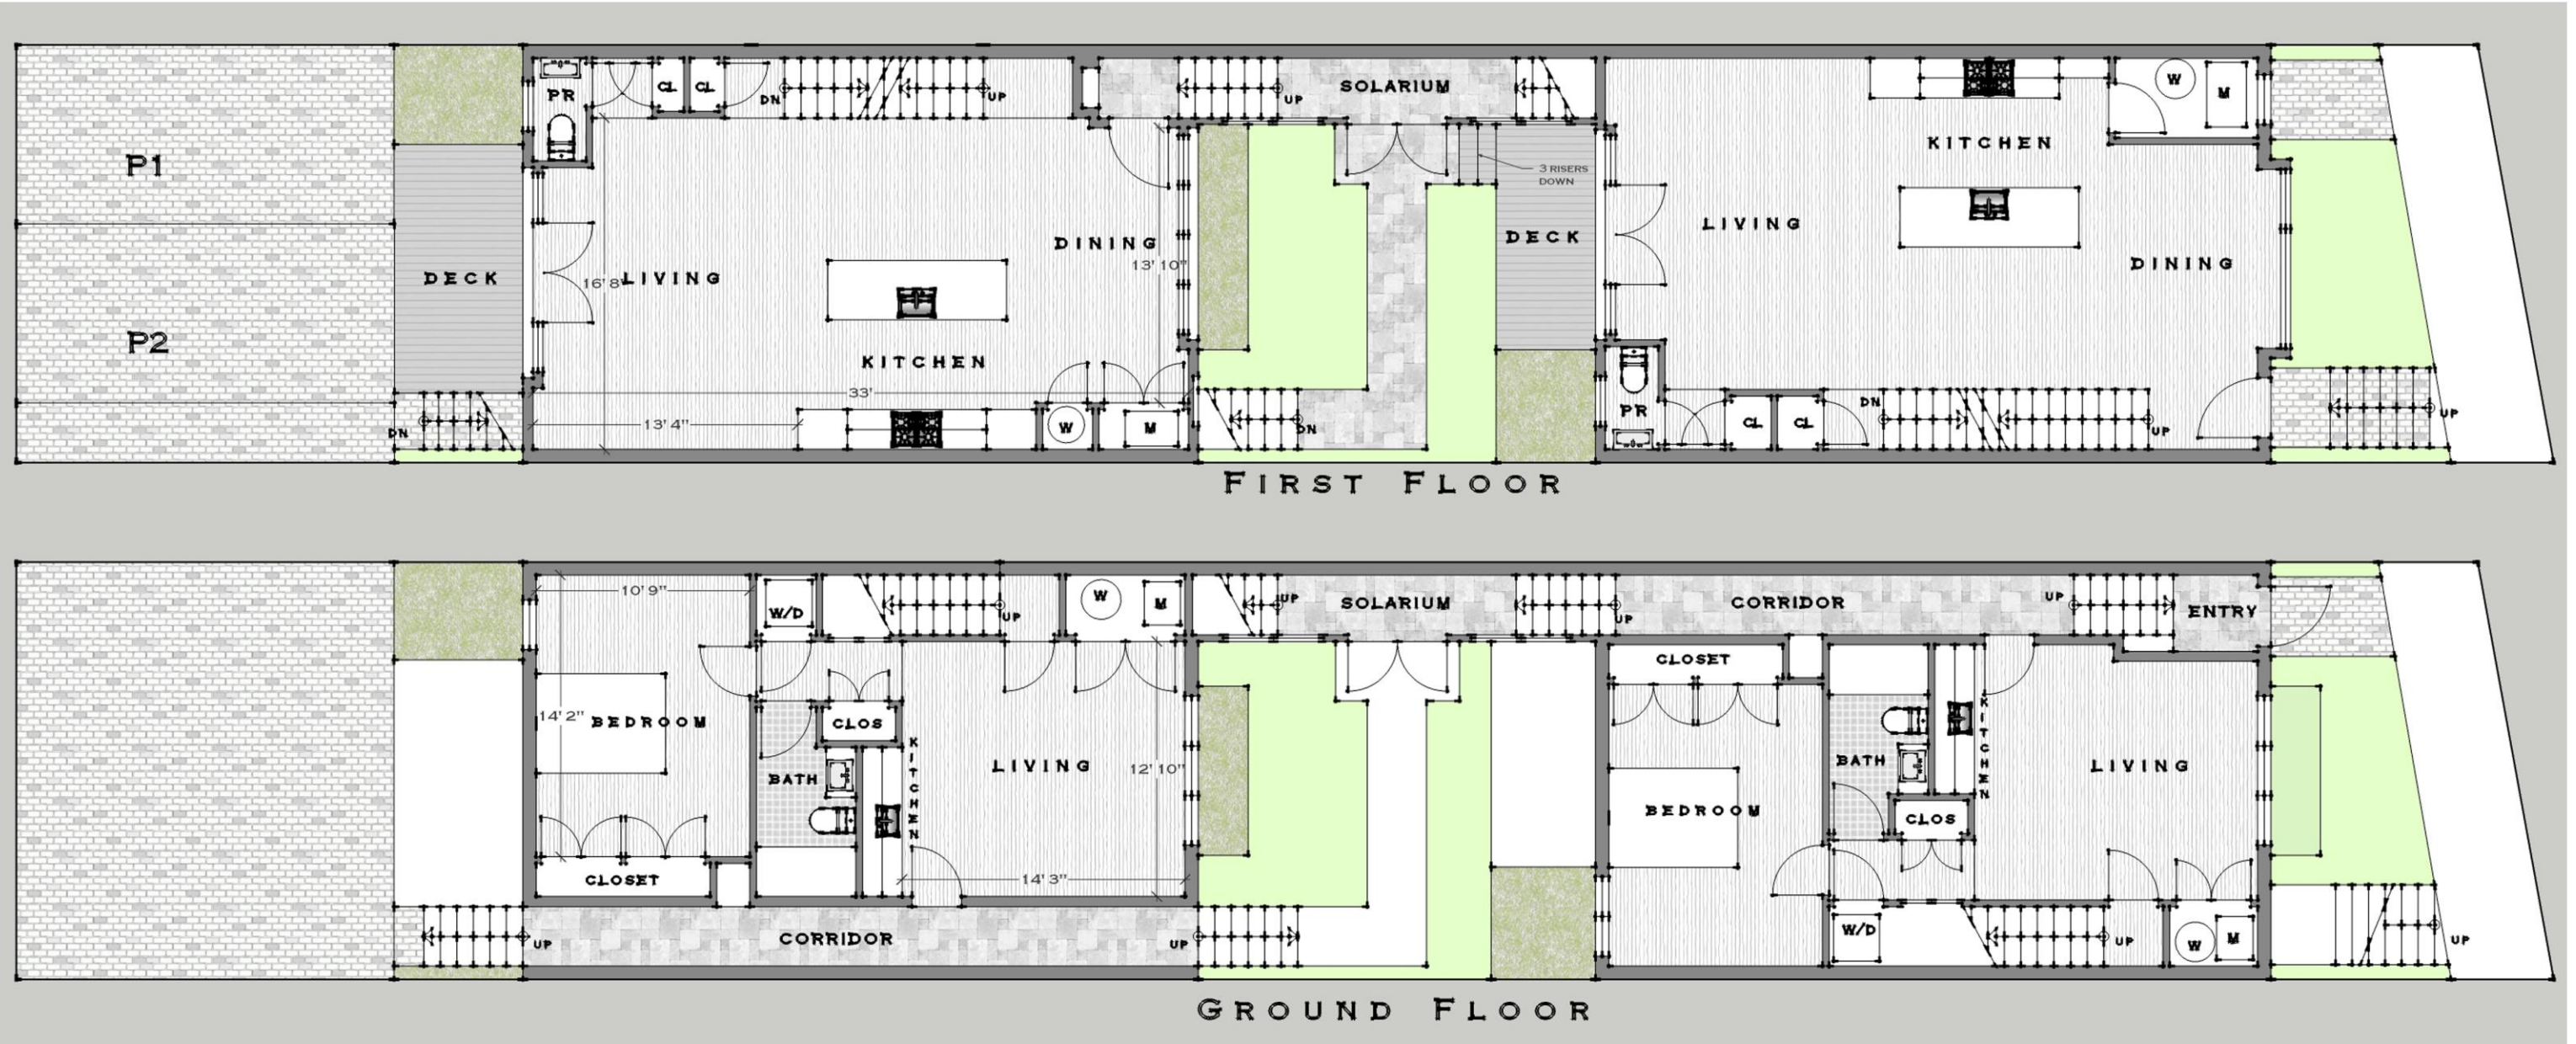 PR
CL
CL
DN
UP
UP
SOLARIUM
W
M
P1
KITCHEN
3 RISERS
DOWN
DECK
16' 8"
LIVING
DINING
13' 10"
DECK
LIVING
DINING
P2
KITCHEN
33'
13' 4"
W
M
DN
DN
PR
CL
CL
DN
UP
UP
FIRST FLOOR
10' 9"
W/D
UP
W
M
UP
SOLARIUM
UP
CORRIDOR
UP
ENTRY
14' 2"
BEDROOM
CLOS
BATH
KITCHEN
LIVING
12' 10"
CLOSET
14' 3"
CLOSET
BATH
KITCHEN
LIVING
BEDROOM
CLOS
UP
CORRIDOR
UP
W/D
UP
W
M
UP
GROUND FLOOR